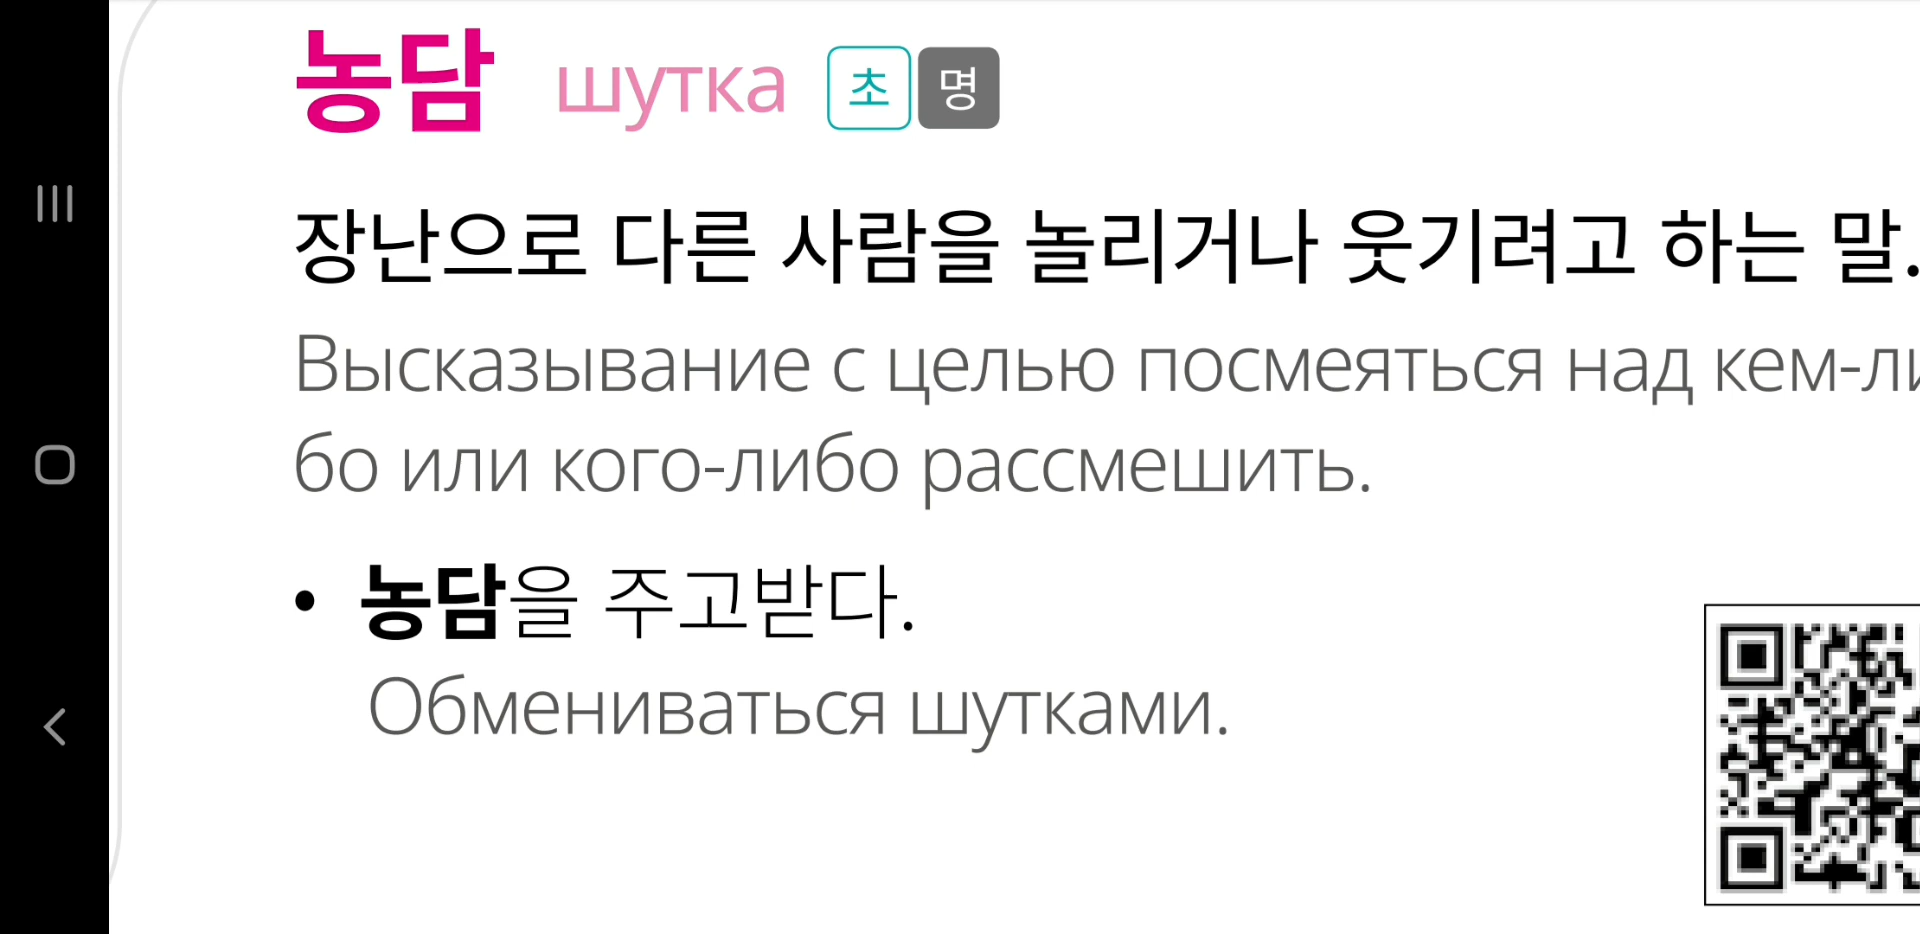 농담 шутка 초 명
장난으로 다른 사람을 놀리거나 웃기려고 하는 말.
Высказывание с целью посмеяться над кем-ли
бо или кого-либо рассмешить.
• 농담을 주고받다.
Обмениваться шутками.